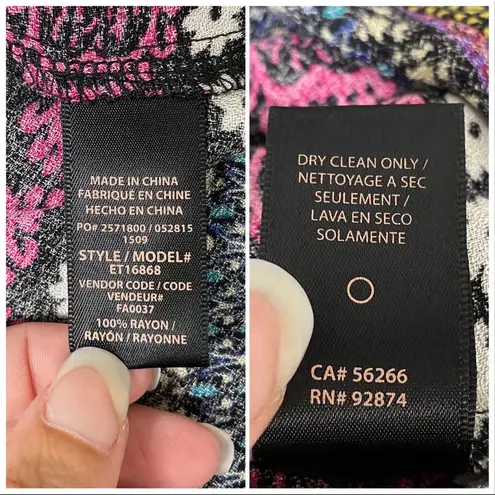 MADE IN CHINA
FABRIQUÉ EN CHINE
HECHO EN CHINA
PO# 2571800 / 052815
1509
STYLE / MODEL#
ET16868
VENDOR CODE / CODE
VENDEUR#
FA0037
100% RAYON /
RAYÓN / RAYONNE
DRY CLEAN ONLY /
NETTOYAGE A SEC
SEULEMENT /
LAVA EN SECO
SOLAMENTE
CA# 56266
RN# 92874